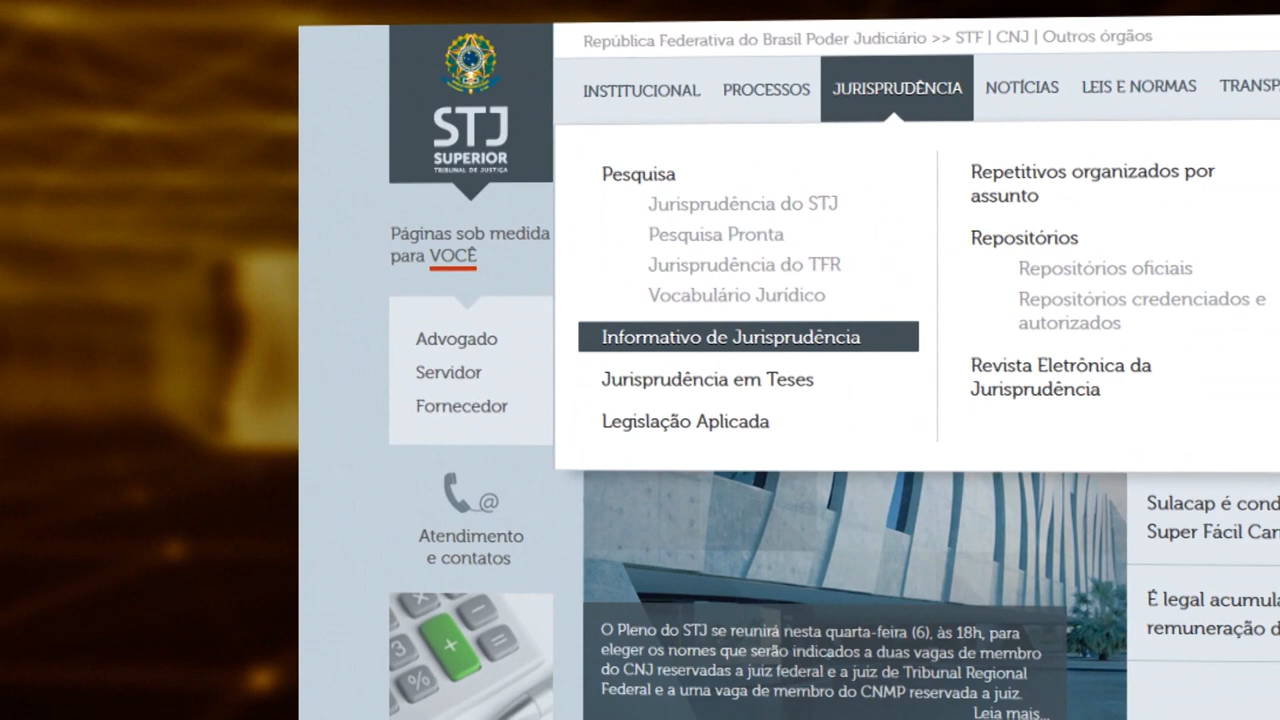 República Federativa do Brasil Poder Judiciário >> STF | CNJ | Outros órgãos
INSTITUCIONAL PROCESSOS JURISPRUDÊNCIA NOTÍCIAS LEIS E NORMAS
STJ
SUPERIOR
TRIBUNAL DE JUSTIÇA
Páginas sob medida
para VOCÊ
Advogado
Servidor
Fornecedor
Atendimento
e contatos
Pesquisa
Jurisprudência do STJ
Pesquisa Pronta
Jurisprudência do TFR
Vocabulário Jurídico
Informativo de Jurisprudência
Jurisprudência em Teses
Legislação Aplicada
Repetitivos organizados por
assunto
Repositórios
Repositórios oficiais
Repositórios credenciados e
autorizados
Revista Eletrônica da
Jurisprudência
O Pleno do STJ se reunirá nesta quarta-feira (6), às 18h, para
eleger os nomes que serão indicados a duas vagas de membro
do CNJ reservadas a juiz federal e a juiz de Tribunal Regional
Federal e a uma vaga de membro do CNMP reservada a juiz.
Leia mais...
Sulacap é
Super Fácil
É legal
remuneração